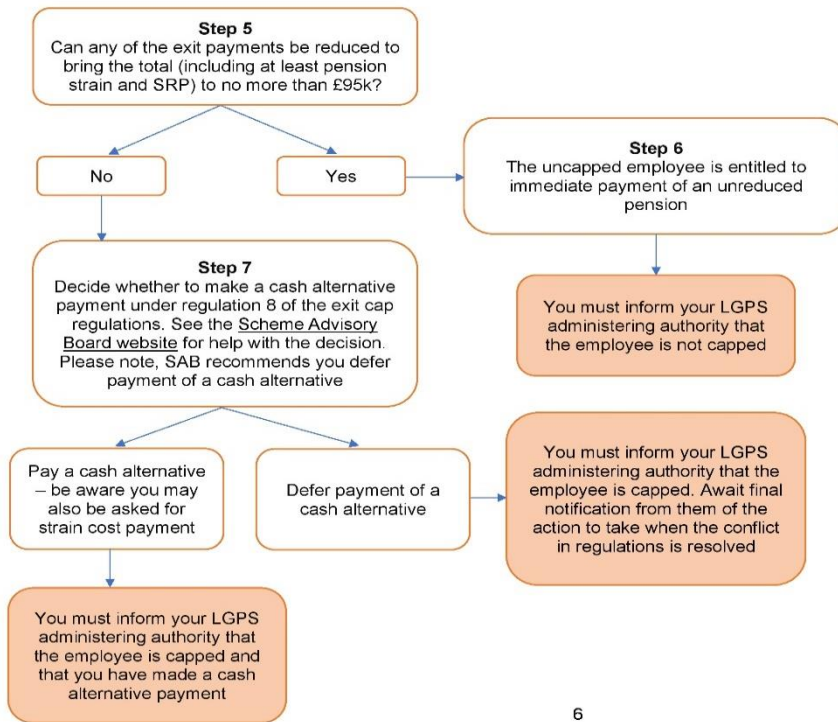 Step 5
Can any of the exit payments be reduced to
bring the total (including at least pension
strain and SRP) to no more than £95k?
No
Yes
Step 6
The uncapped employee is entitled to
immediate payment of an unreduced
pension
You must inform your LGPS
administering authority that
the employee is not capped
Step 7
Decide whether to make a cash alternative
payment under regulation 8 of the exit cap
regulations. See the Scheme Advisory
Board website for help with the decision.
Please note, SAB recommends you defer
payment of a cash alternative
Pay a cash alternative
– be aware you may
also be asked for
strain cost payment
Defer payment of a
cash alternative
You must inform your LGPS
administering authority that the
employee is capped. Await final
notification from them of the
action to take when the conflict
in regulations is resolved
You must inform your LGPS
administering authority that
the employee is capped and
that you have made a cash
alternative payment
6